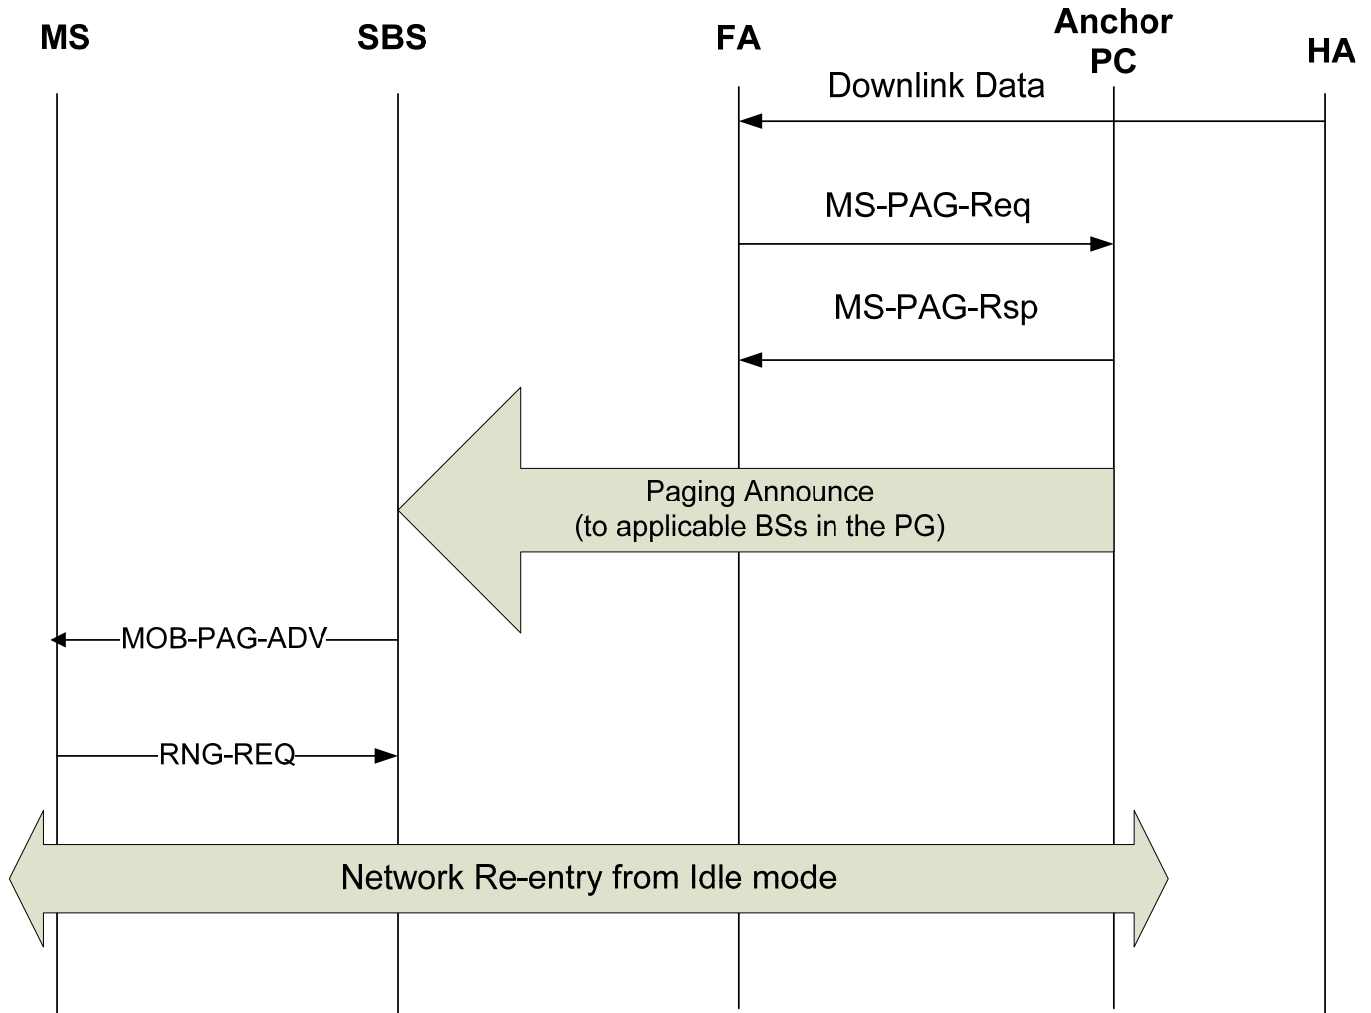 MS
SBS
FA
Anchor
PC
HA
Downlink Data
MS-PAG-Req
MS-PAG-Rsp
Paging Announce
(to applicable BSs in the PG)
MOB-PAG-ADV
RNG-REQ
Network Re-entry from Idle mode